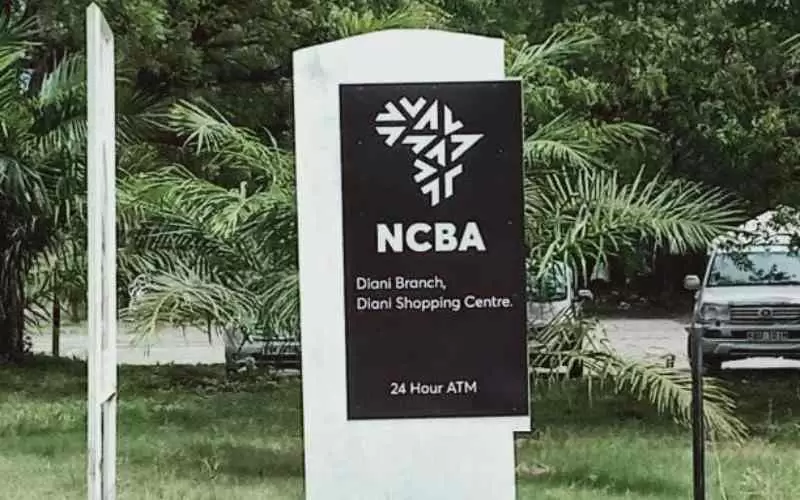 NCBA
Diani Branch,
Diani Shopping Centre.
24 Hour ATM